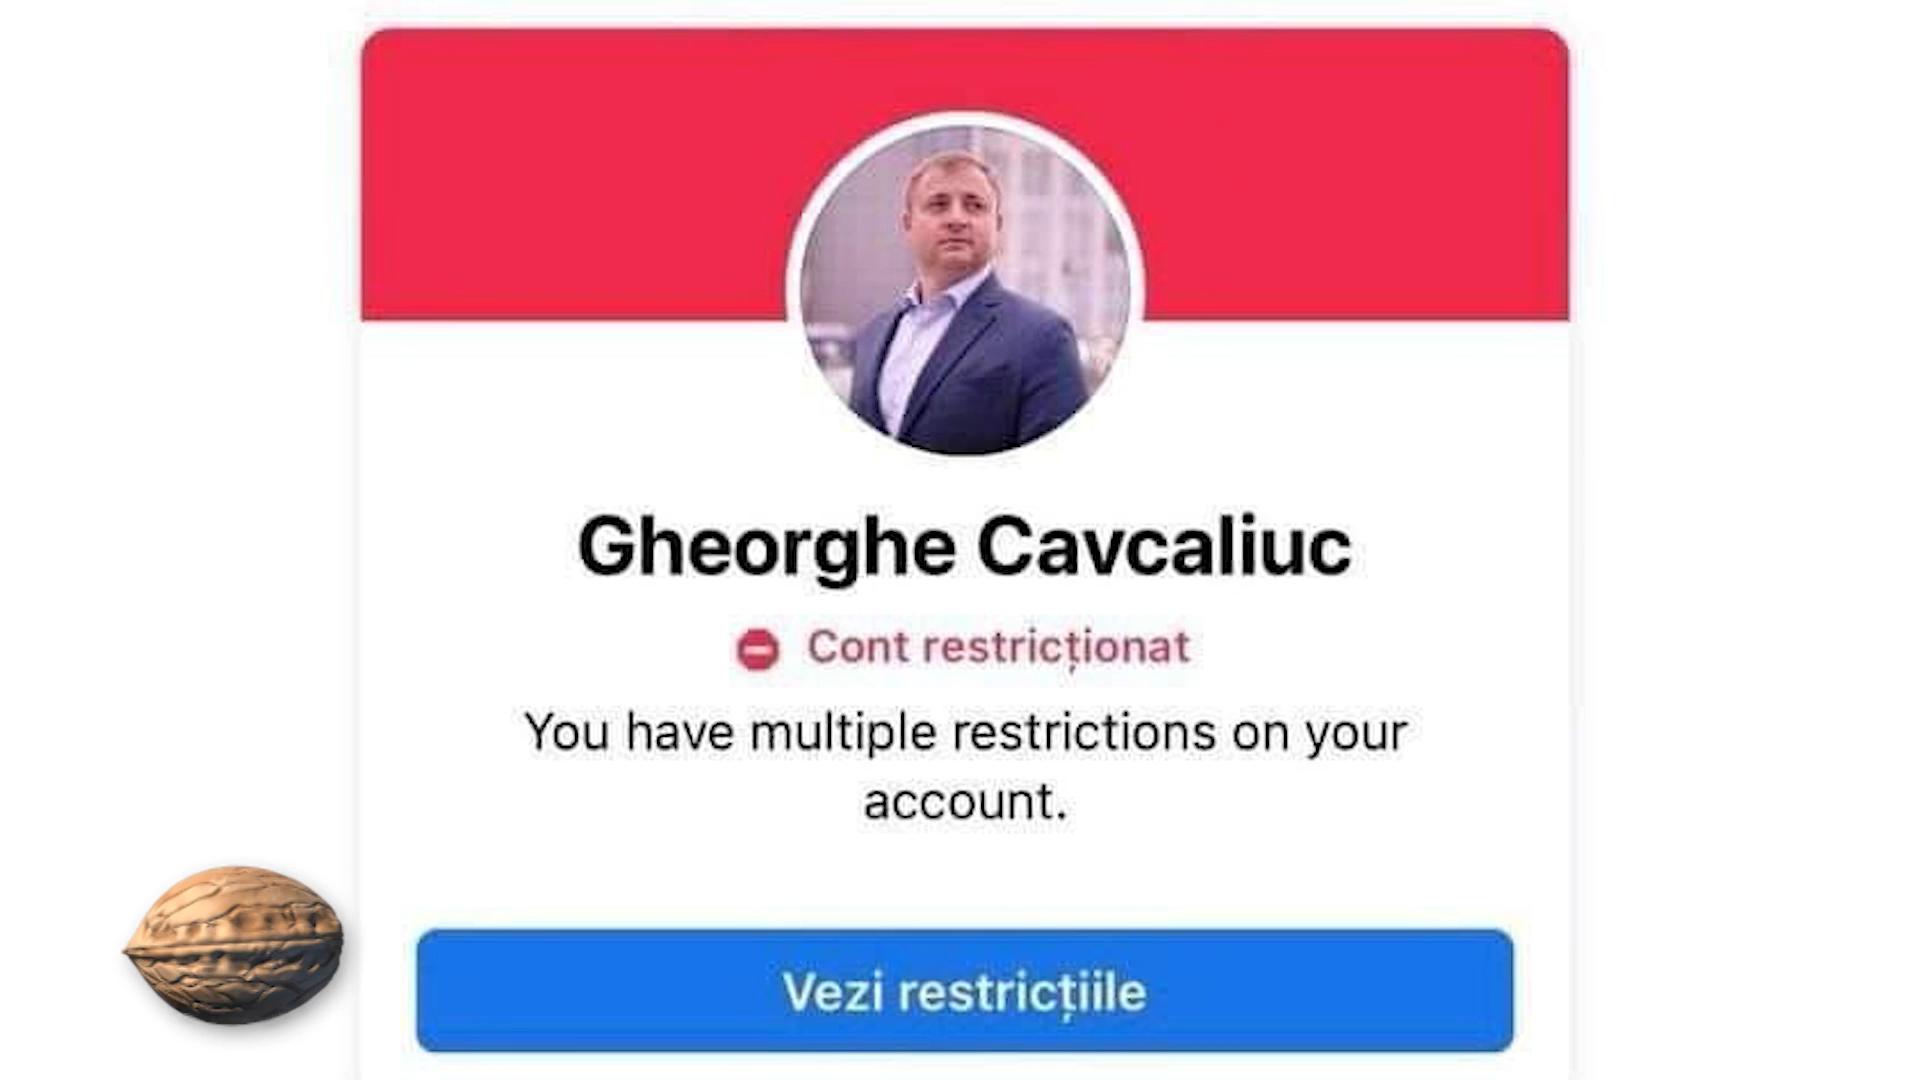 Gheorghe Cavcaliuc
Cont restricționat
You have multiple restrictions on your
account.
Vezi restricțiile